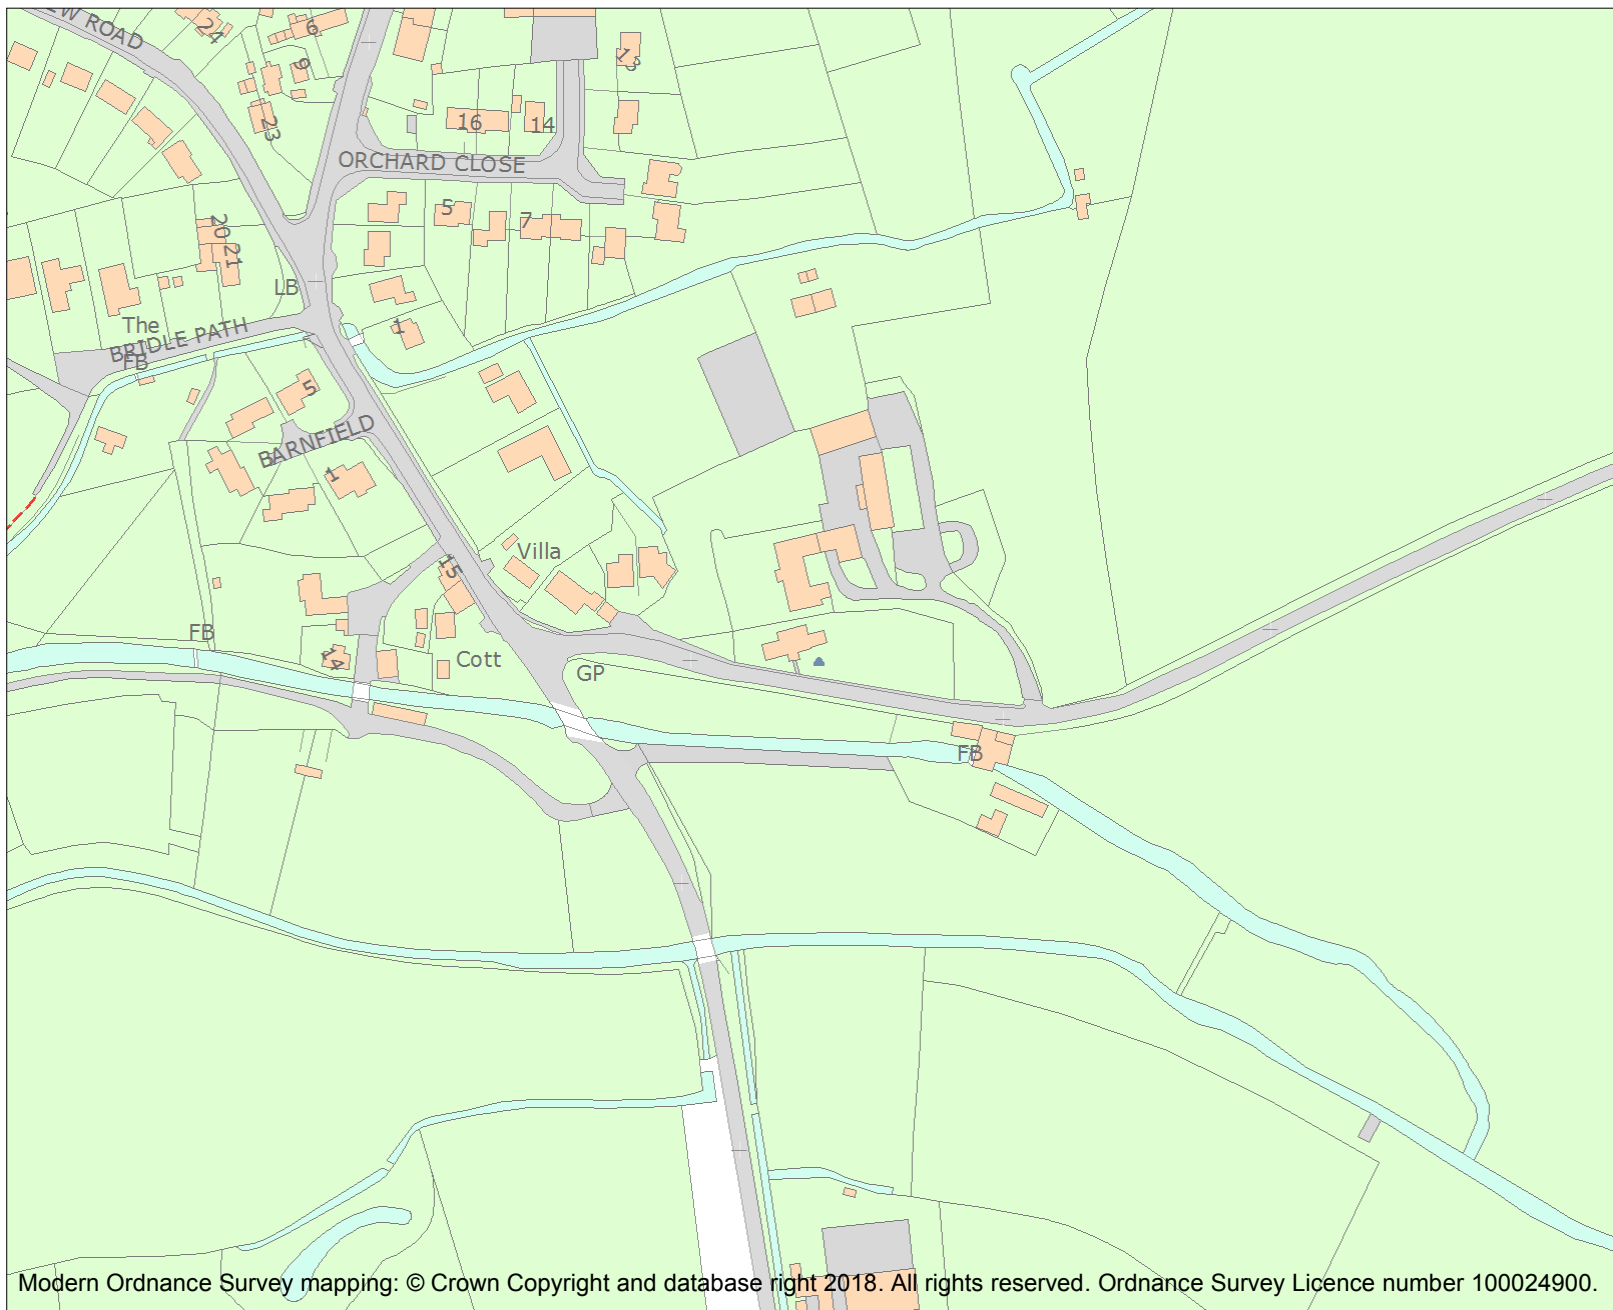 EW ROAD
24
6
9
13
23
16
14
ORCHARD CLOSE
5
7
20
21
LB
The
BRIDLE PATH
FB
1
5
BARNFIELD
1
15
Villa
FB
14
Cott
GP
FB
Modern Ordnance Survey mapping: © Crown Copyright and database right 2018. All rights reserved. Ordnance Survey Licence number 100024900.